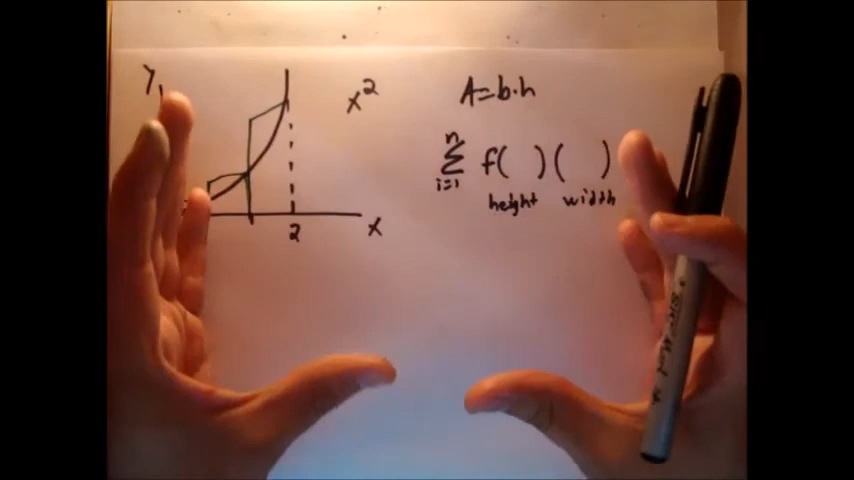 y
x²
A=b·h
n
Σ f( )( )
i=1
height width
2
x